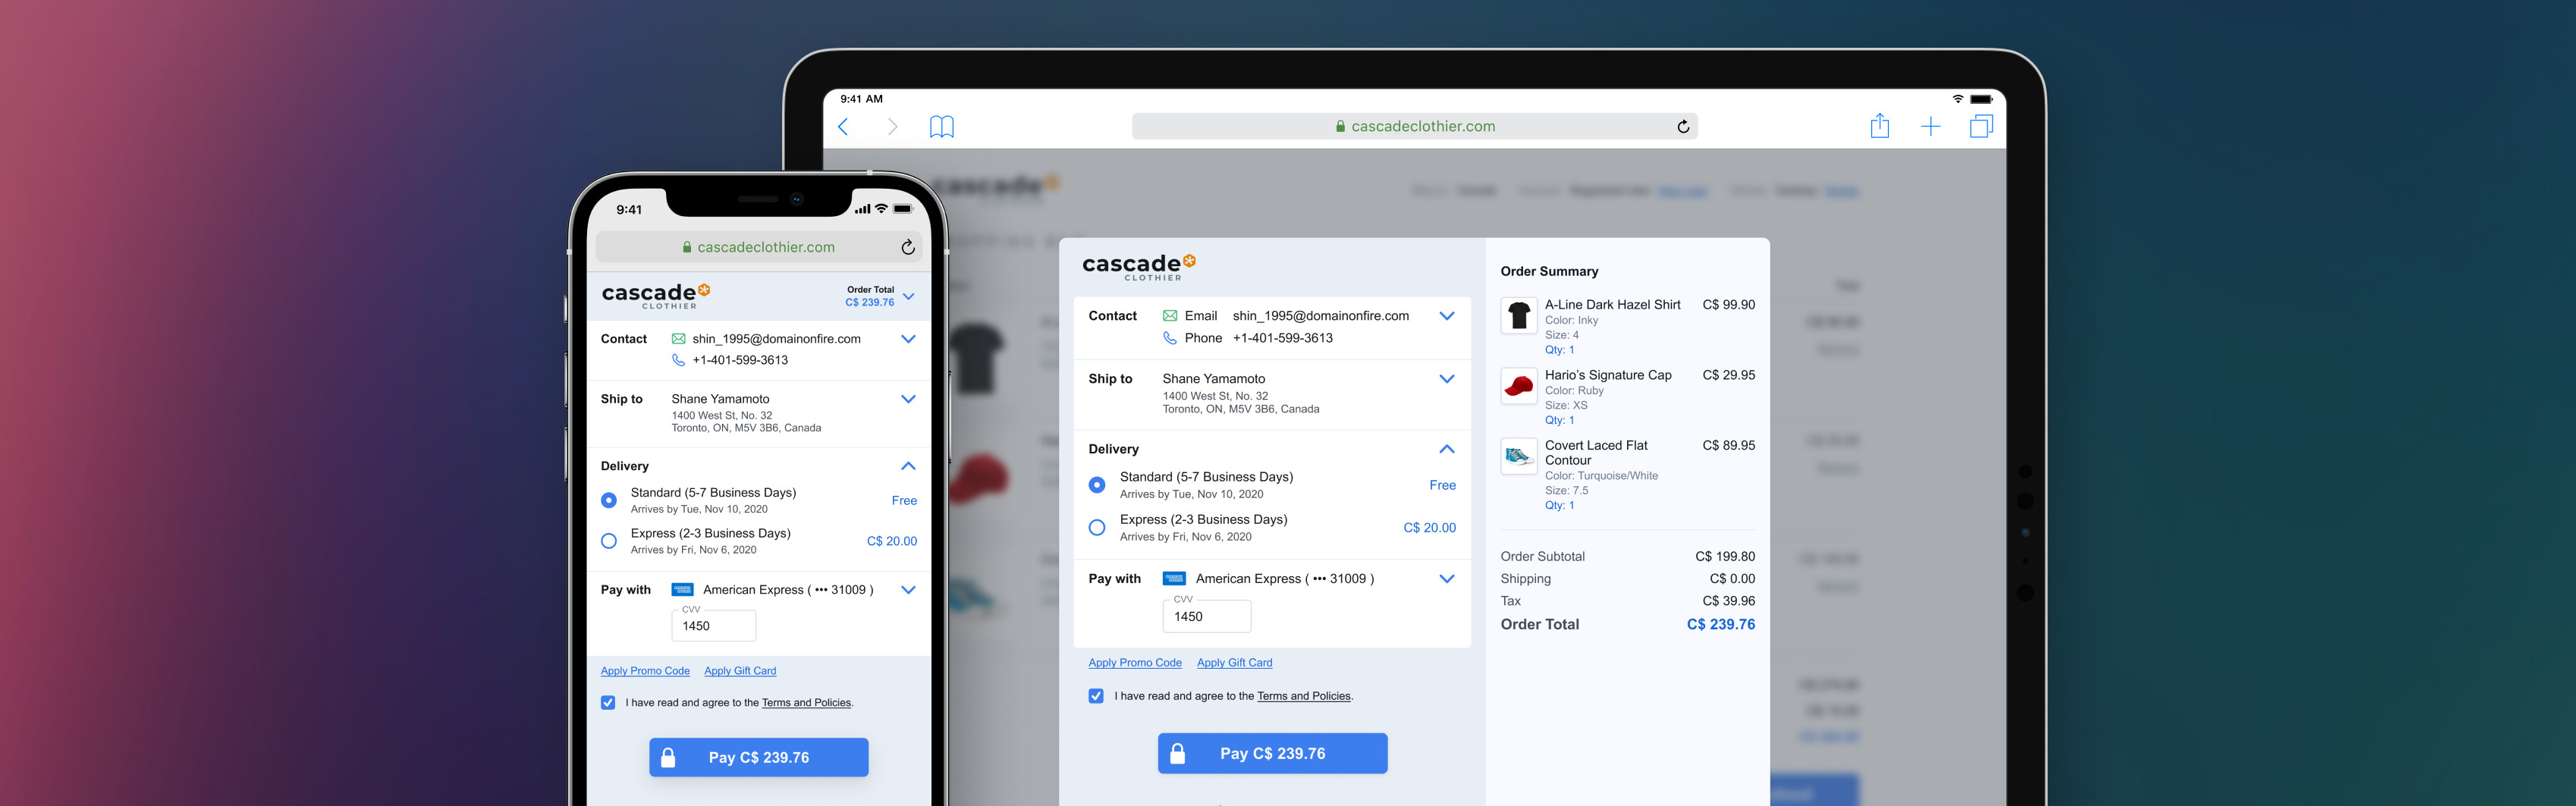 9:41
cascadeclothier.com
cascade
CLOTHIER
Order Total
C$ 239.76
Contact
shin_1995@domainonfire.com
+1-401-599-3613
Ship to
Shane Yamamoto
1400 West St, No. 32
Toronto, ON, M5V 3B6, Canada
Delivery
Standard (5-7 Business Days)
Arrives by Tue, Nov 10, 2020
Free
Express (2-3 Business Days)
Arrives by Fri, Nov 6, 2020
C$ 20.00
Pay with
American Express ( ••• 31009 )
CVV
1450
Apply Promo Code Apply Gift Card
I have read and agree to the Terms and Policies.
Pay C$ 239.76
9:41 AM
cascadeclothier.com
cascade
cascade
CLOTHIER
Contact
Email shin_1995@domainonfire.com
Phone +1-401-599-3613
Ship to
Shane Yamamoto
1400 West St, No. 32
Toronto, ON, M5V 3B6, Canada
Delivery
Standard (5-7 Business Days)
Arrives by Tue, Nov 10, 2020
Free
Express (2-3 Business Days)
Arrives by Fri, Nov 6, 2020
C$ 20.00
Pay with
American Express ( ••• 31009 )
CVV
1450
Apply Promo Code Apply Gift Card
I have read and agree to the Terms and Policies.
Pay C$ 239.76
Order Summary
A-Line Dark Hazel Shirt C$ 99.90
Color: Inky
Size: 4
Qty: 1
Hario’s Signature Cap C$ 29.95
Color: Ruby
Size: XS
Qty: 1
Covert Laced Flat C$ 89.95
Contour
Color: Turquoise/White
Size: 7.5
Qty: 1
Order Subtotal C$ 199.80
Shipping C$ 0.00
Tax C$ 39.96
Order Total C$ 239.76